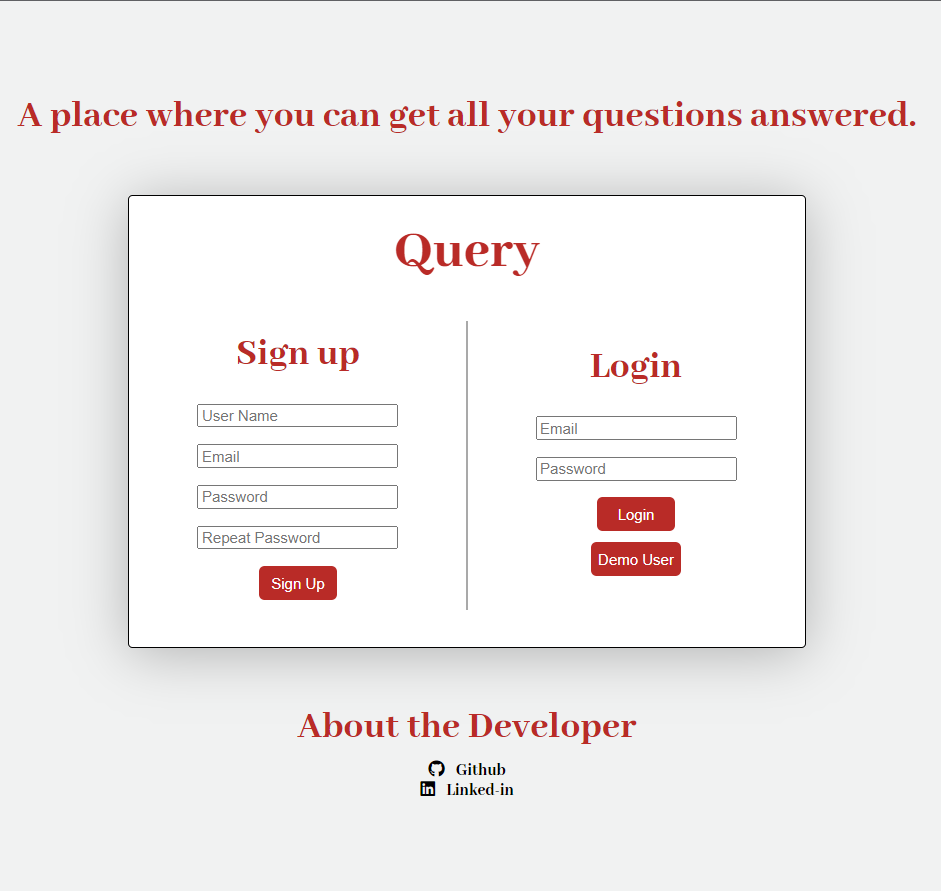 A place where you can get all your questions answered.
Query
Sign up
User Name
Email
Password
Repeat Password
Sign Up
Login
Email
Password
Login
Demo User
About the Developer
Github
Linked-in